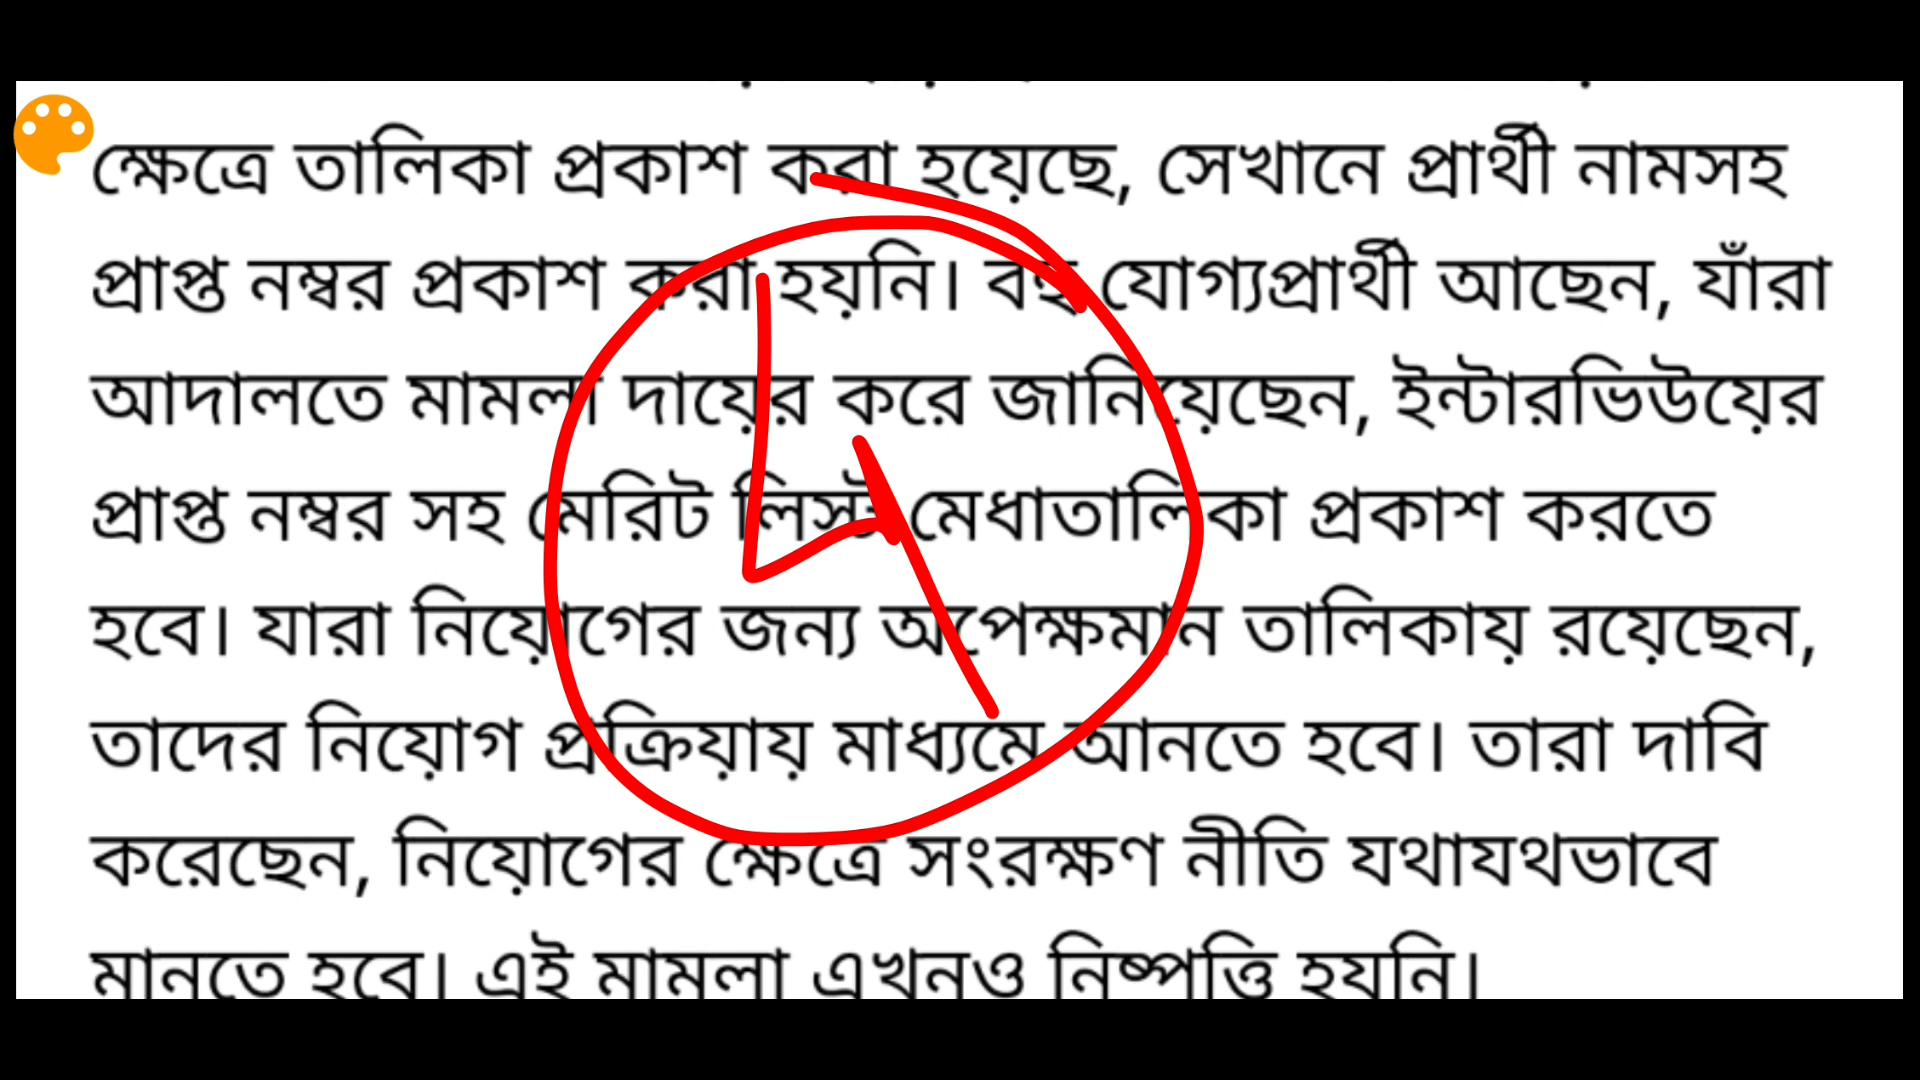 ক্ষেত্রে তালিকা প্রকাশ করা হয়েছে, সেখানে প্রার্থী নামসহ
প্রাপ্ত নম্বর প্রকাশ করা হয়নি। বহু যোগ্যপ্রার্থী আছেন, যাঁরা
আদালতে মামলা দায়ের করে জানিয়েছেন, ইন্টারভিউয়ের
প্রাপ্ত নম্বর সহ মেরিট লিস্ট মেধাতালিকা প্রকাশ করতে
হবে। যারা নিয়োগের জন্য অপেক্ষমান তালিকায় রয়েছেন,
তাদের নিয়োগ প্রক্রিয়ায় মাধ্যমে আনতে হবে। তারা দাবি
করেছেন, নিয়োগের ক্ষেত্রে সংরক্ষণ নীতি যথাযথভাবে
মানতে হবে। এই মামলা এখনও নিষ্পত্তি হয়নি।